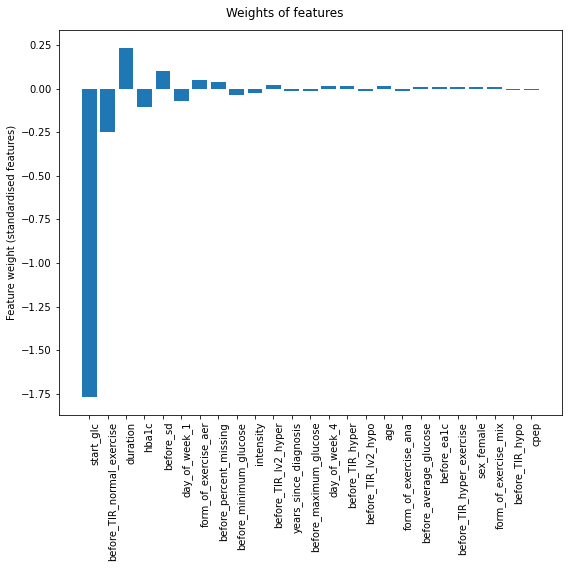 Weights of features
Feature weight (standardised features)
0.25
0.00
−0.25
−0.50
−0.75
−1.00
−1.25
−1.50
−1.75
start_glc
before_TIR_normal_exercise
duration
hba1c
before_sd
day_of_week_1
form_of_exercise_aer
before_percent_missing
before_minimum_glucose
intensity
before_TIR_lv2_hyper
years_since_diagnosis
before_maximum_glucose
day_of_week_4
before_TIR_hyper
before_TIR_lv2_hypo
age
form_of_exercise_ana
before_average_glucose
before_ea1c
before_TIR_hyper_exercise
sex_female
form_of_exercise_mix
before_TIR_hypo
cpep